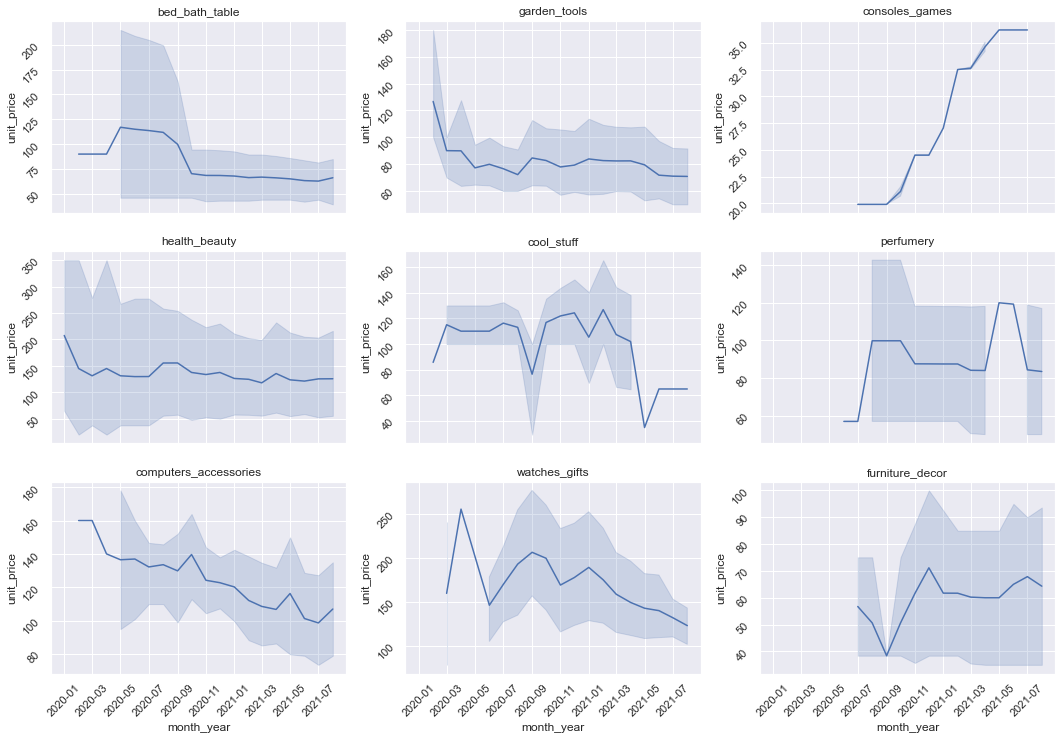 bed_bath_table
garden_tools
consoles_games
unit_price
200
175
150
125
100
75
50
unit_price
180
160
140
120
100
80
60
unit_price
35.0
32.5
30.0
27.5
25.0
22.5
20.0
health_beauty
cool_stuff
perfumery
unit_price
350
300
250
200
150
100
50
unit_price
160
140
120
100
80
60
40
unit_price
140
120
100
80
60
computers_accessories
watches_gifts
furniture_decor
unit_price
180
160
140
120
100
80
unit_price
250
200
150
100
unit_price
100
90
80
70
60
50
40
2020-01 2020-03 2020-05 2020-07 2020-09 2020-11 2021-01 2021-03 2021-05 2021-07
month_year
2020-01 2020-03 2020-05 2020-07 2020-09 2020-11 2021-01 2021-03 2021-05 2021-07
month_year
2020-01 2020-03 2020-05 2020-07 2020-09 2020-11 2021-01 2021-03 2021-05 2021-07
month_year